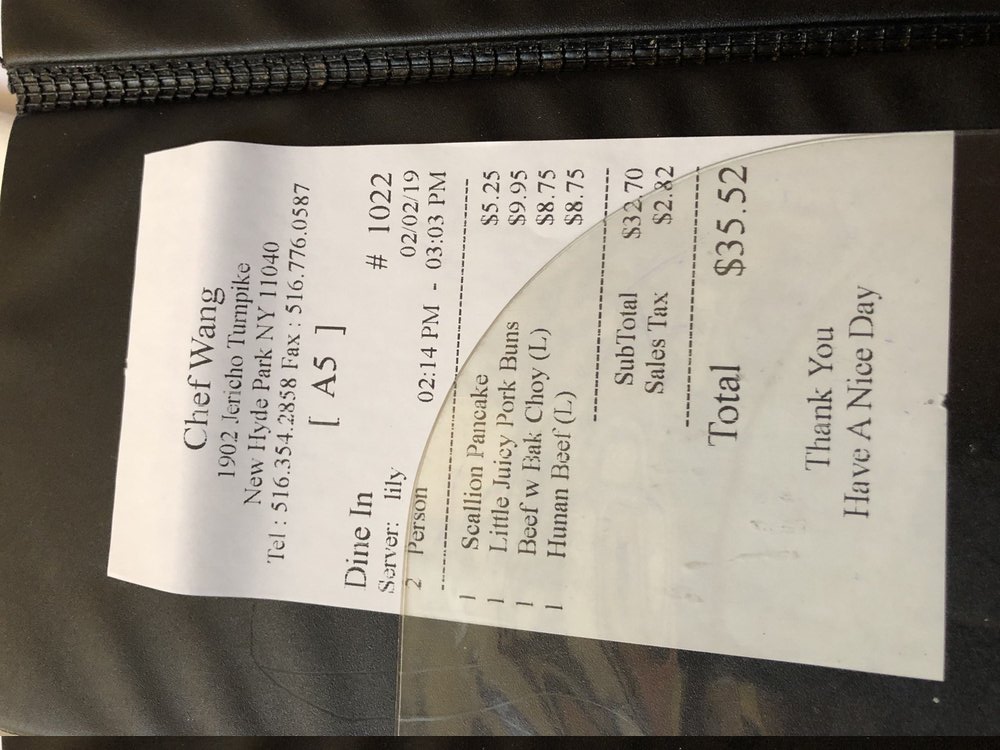 Chef Wang
1902 Jericho Turnpike
New Hyde Park NY 11040
Tel : 516.354.2858 Fax : 516.776.0587
[ A5 ]
Dine In # 1022
Server: lily 02/02/19
2 Person 02:14 PM - 03:03 PM
1 Scallion Pancake $5.25
1 Little Juicy Pork Buns $9.95
1 Beef w Bak Choy (L) $8.75
1 Hunan Beef (L) $8.75
SubTotal $32.70
Sales Tax $2.82
Total $35.52
Thank You
Have A Nice Day